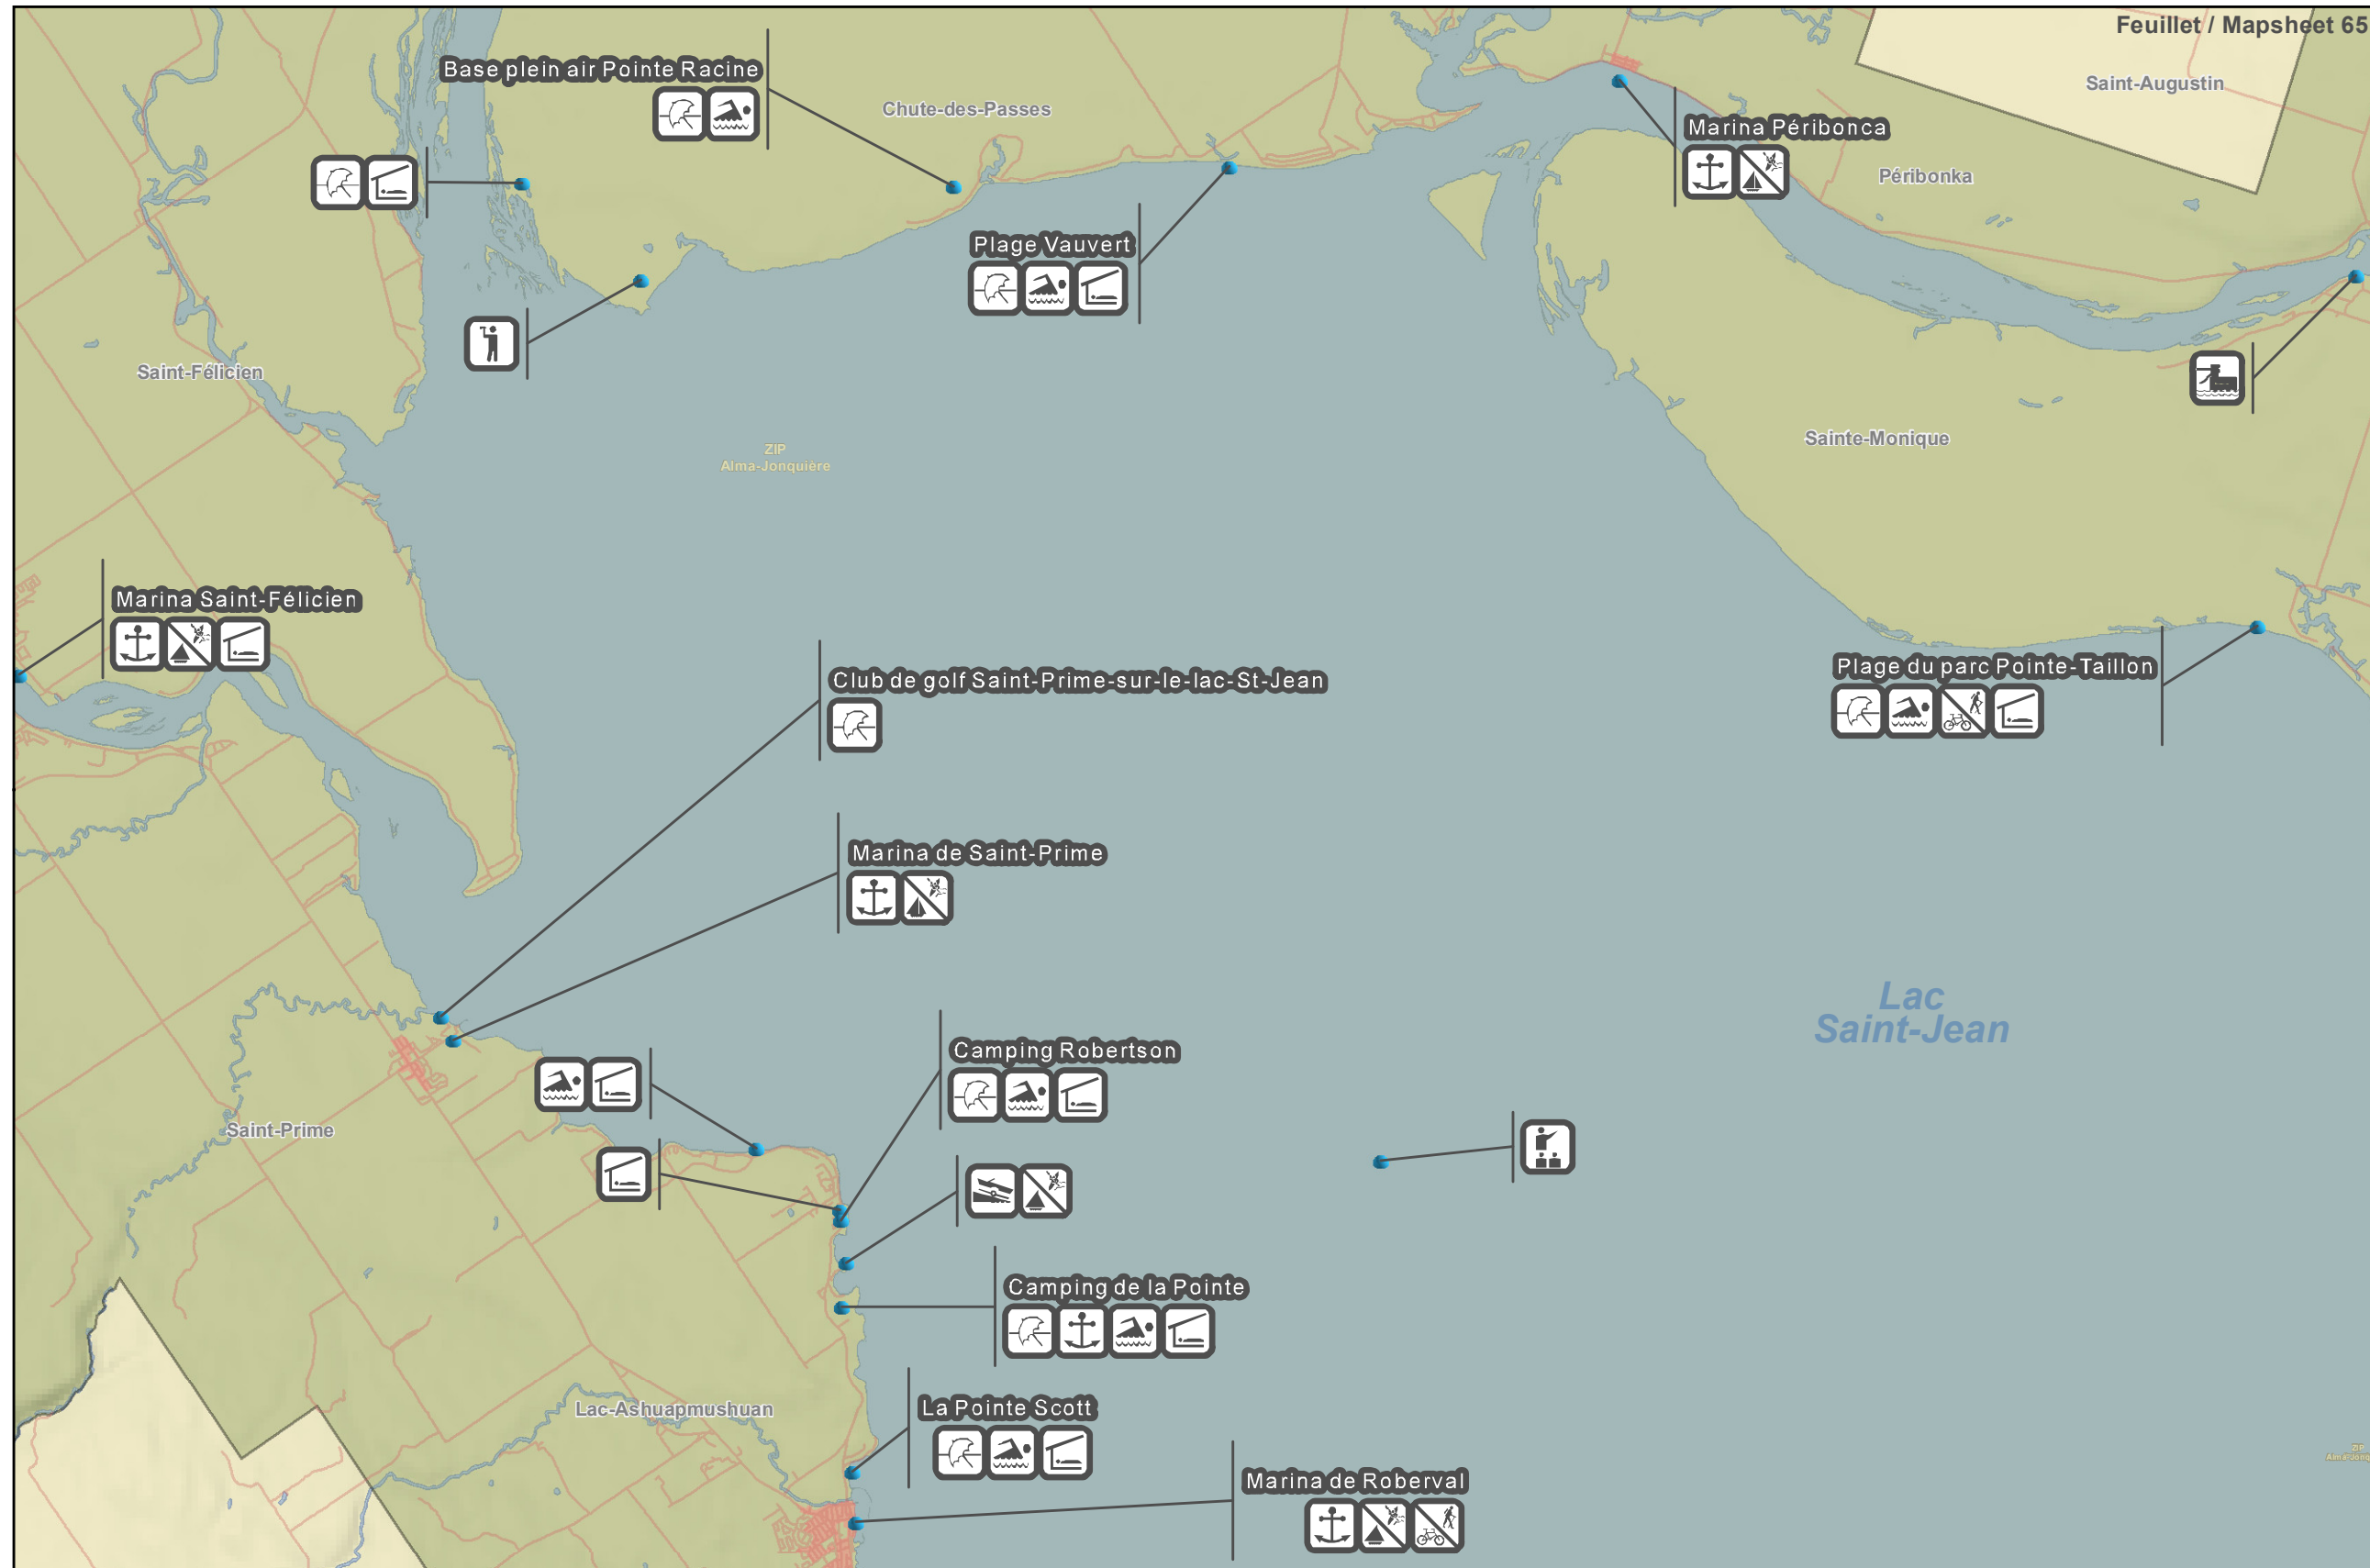 Feuillet / Mapsheet 65
Base plein air Pointe Racine
Saint-Augustin
Chute-des-Passes
Marina Péribonca
Péribonka
Plage Vauvert
Saint-Félicien
Sainte-Monique
ZIP
Alma-Jonquière
Marina Saint-Félicien
Plage du parc Pointe-Taillon
Club de golf Saint-Prime-sur-le-lac-St-Jean
Marina de Saint-Prime
Lac
Saint-Jean
Camping Robertson
Saint-Prime
Camping de la Pointe
La Pointe Scott
Lac-Ashuapmushuan
ZIP
Alma-Jonq
Marina de Roberval